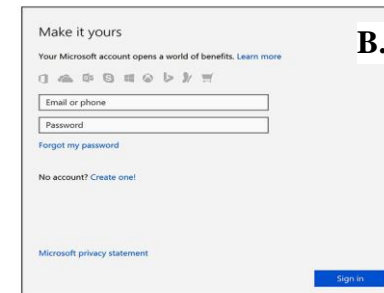 Make it yours
B.
Your Microsoft account opens a world of benefits. Learn more
Email or phone
Password
Forgot my password
No account? Create one!
Microsoft privacy statement
Sign in